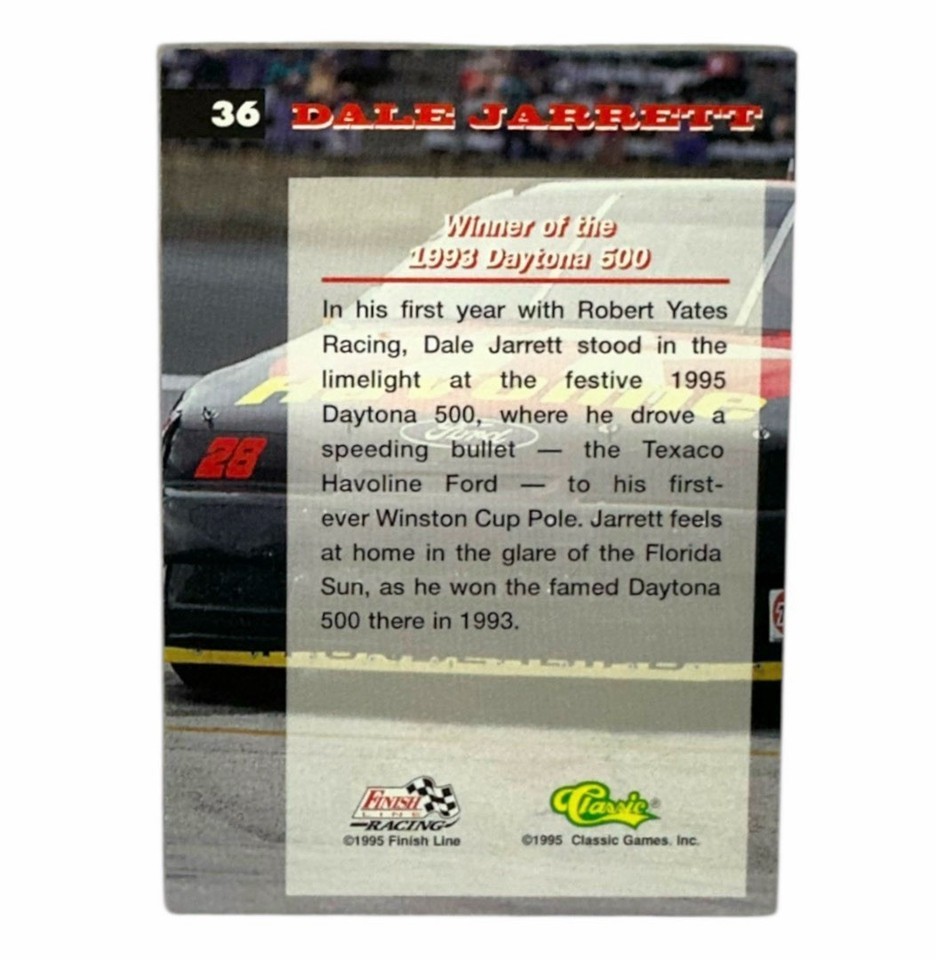 36 DALE JARRETT
Winner of the
1993 Daytona 500
In his first year with Robert Yates
Racing, Dale Jarrett stood in the
limelight at the festive 1995
Daytona 500, where he drove a
speeding bullet — the Texaco
Havoline Ford — to his first-
ever Winston Cup Pole. Jarrett feels
at home in the glare of the Florida
Sun, as he won the famed Daytona
500 there in 1993.
Havoline
Ford
28
FINISH
LINE
RACING
©1995 Finish Line
Classic®
©1995 Classic Games, Inc.